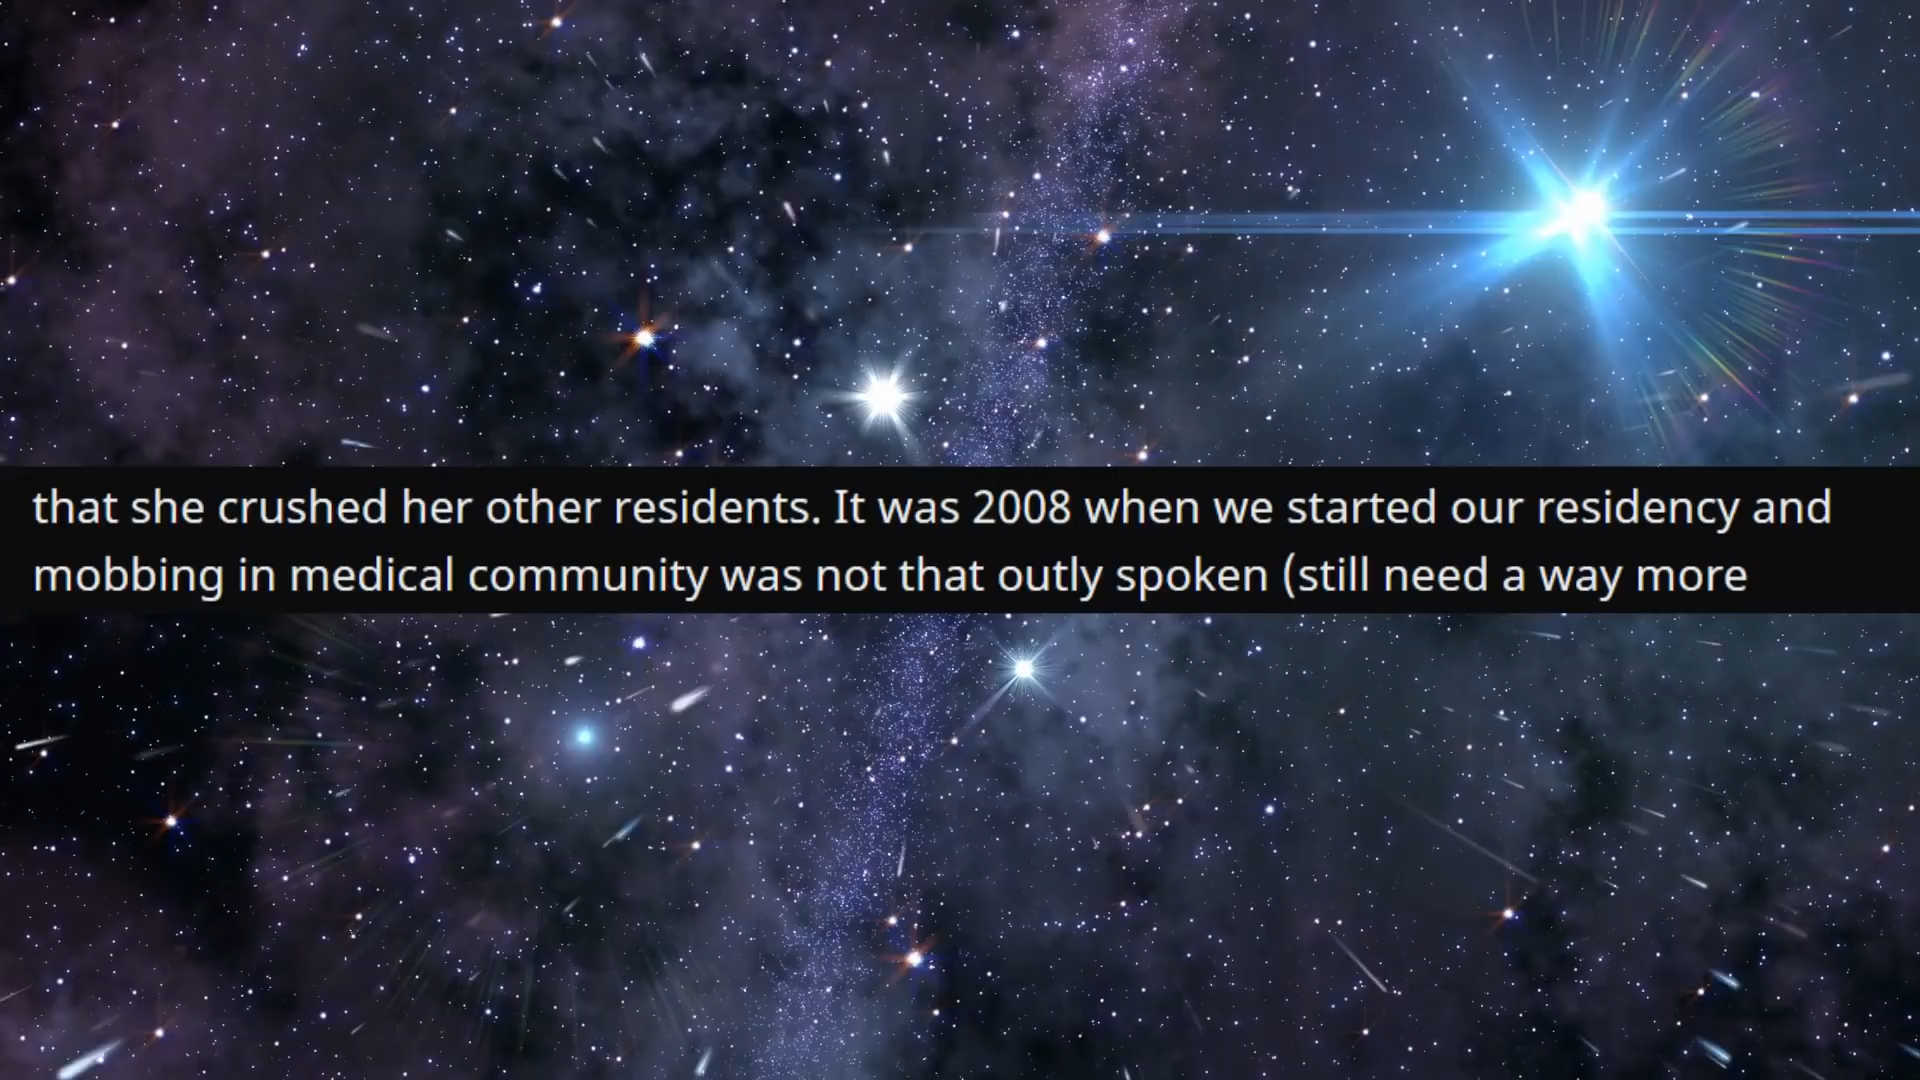 that she crushed her other residents. It was 2008 when we started our residency and
mobbing in medical community was not that outly spoken (still need a way more